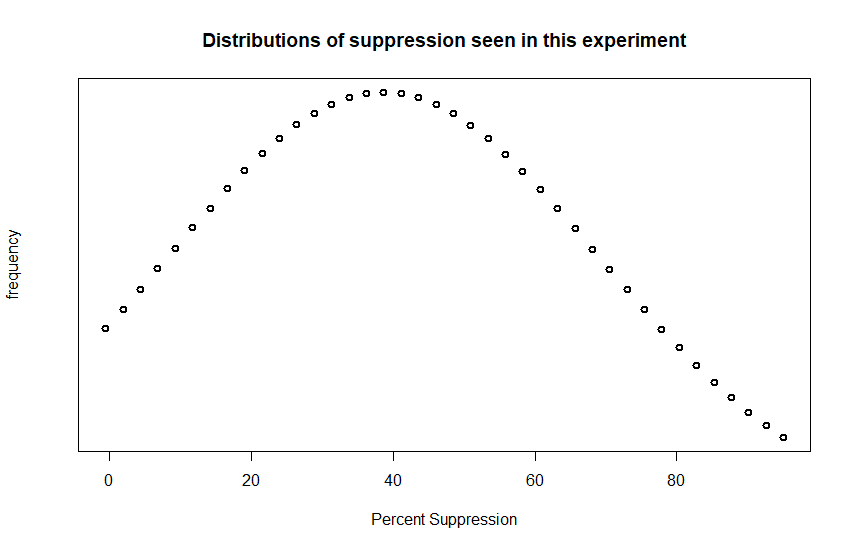 Distributions of suppression seen in this experiment
frequency
0 20 40 60 80
Percent Suppression